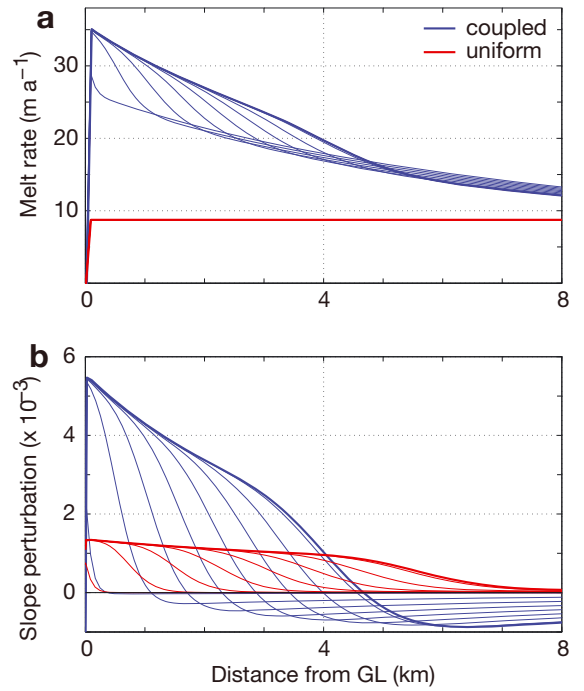 a
coupled
uniform
Melt rate (m a⁻¹)
30
20
10
0
4
8
b
Slope perturbation (x 10⁻³)
6
4
2
0
0
4
8
Distance from GL (km)